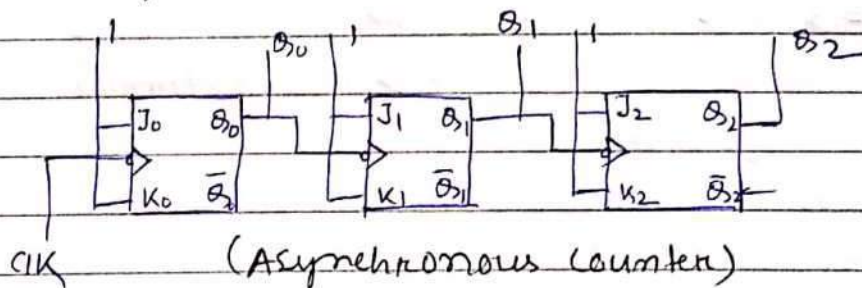 1 Q0 1 Q1 1 Q2
J0 Q0 J1 Q1 J2 Q2
K0 Q̅0 K1 Q̅1 K2 Q̅2
CIK (Asynchronous Counter)